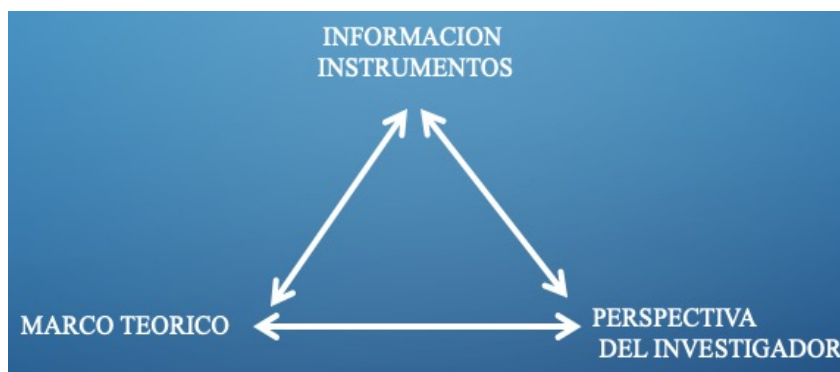 INFORMACION
INSTRUMENTOS
MARCO TEORICO
PERSPECTIVA
DEL INVESTIGADOR